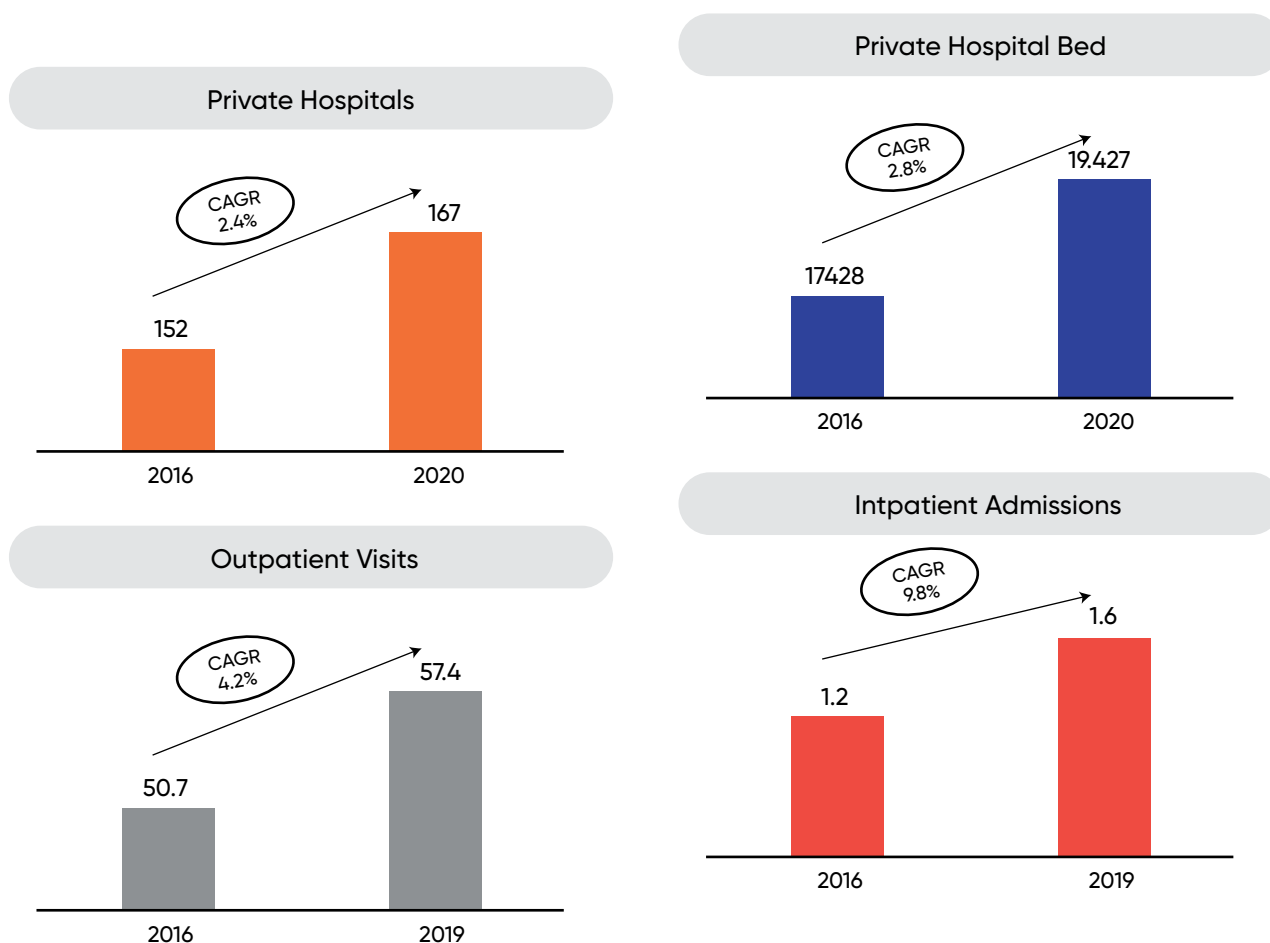 Private Hospitals
CAGR
2.4%
152
167
2016
2020
Private Hospital Bed
CAGR
2.8%
17428
19.427
2016
2020
Outpatient Visits
CAGR
4.2%
50.7
57.4
2016
2019
Intpatient Admissions
CAGR
9.8%
1.2
1.6
2016
2019